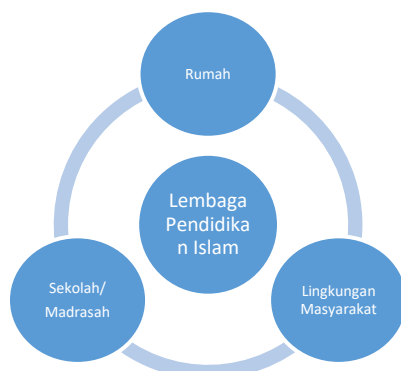 Rumah
Lembaga
Pendidika
n Islam
Sekolah/
Madrasah
Lingkungan
Masyarakat